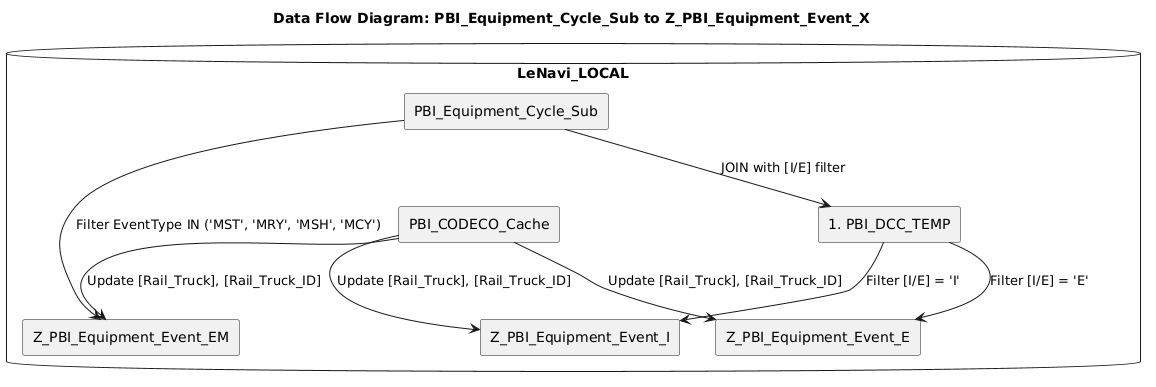 Data Flow Diagram: PBI_Equipment_Cycle_Sub to Z_PBI_Equipment_Event_X
LeNavi_LOCAL
PBI_Equipment_Cycle_Sub
JOIN with [I/E] filter
Filter EventType IN ('MST', 'MRY', 'MSH', 'MCY')
PBI_CODECO_Cache
1. PBI_DCC_TEMP
Update [Rail_Truck], [Rail_Truck_ID]
Update [Rail_Truck], [Rail_Truck_ID]
Update [Rail_Truck], [Rail_Truck_ID]
Filter [I/E] = 'I'
Filter [I/E] = 'E'
Z_PBI_Equipment_Event_EM
Z_PBI_Equipment_Event_I
Z_PBI_Equipment_Event_E